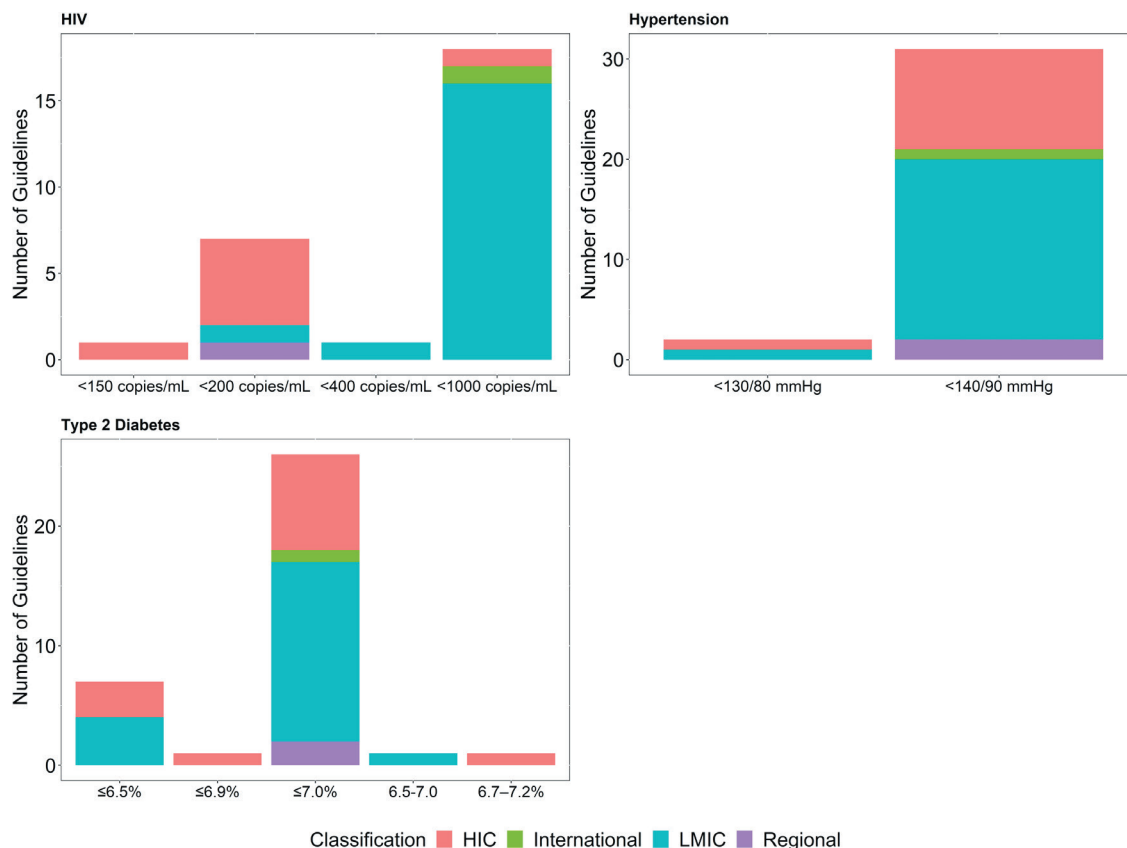 HIV
Number of Guidelines
15
10
5
0
<150 copies/mL <200 copies/mL <400 copies/mL <1000 copies/mL
Hypertension
Number of Guidelines
30
20
10
0
<130/80 mmHg <140/90 mmHg
Type 2 Diabetes
Number of Guidelines
20
10
0
≤6.5% ≤6.9% ≤7.0% 6.5-7.0 6.7–7.2%
Classification HIC International LMIC Regional